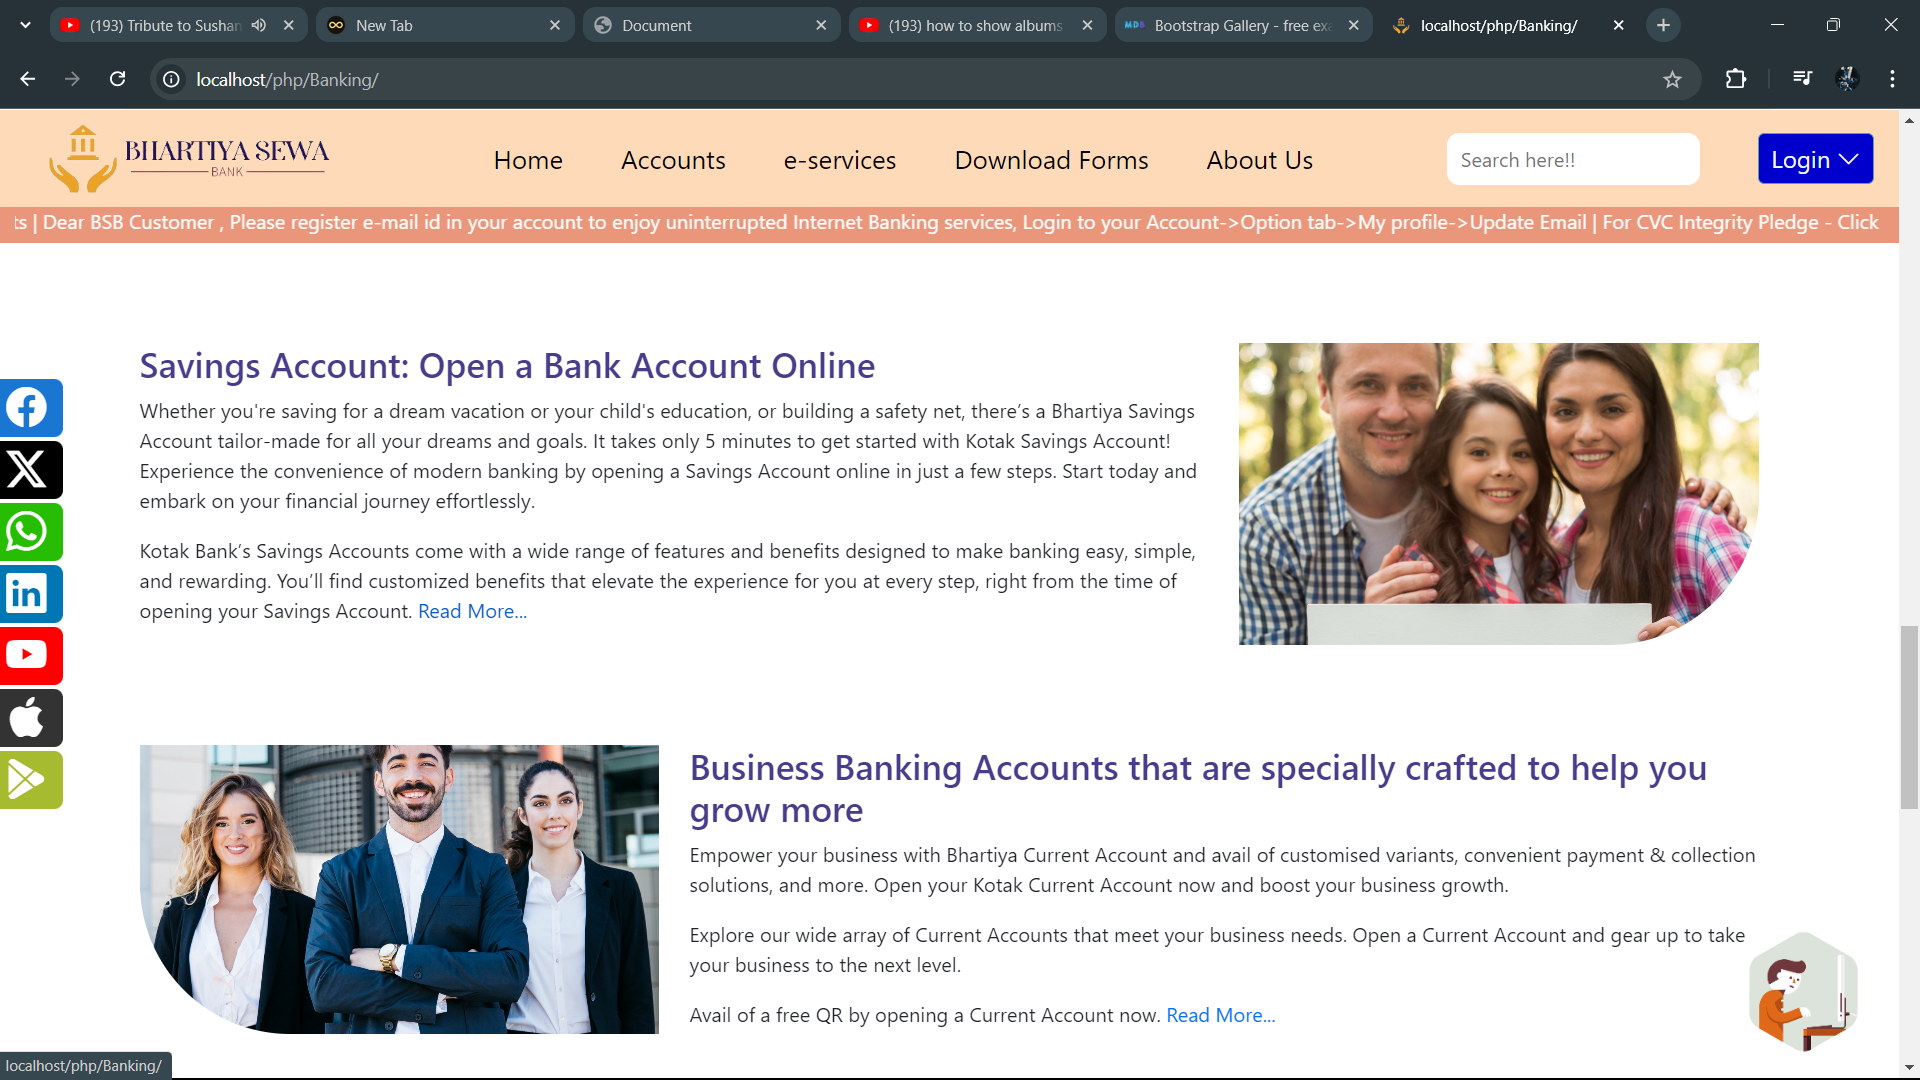 (193) Tribute to Sushan
New Tab
Document
(193) how to show albums
MDB
Bootstrap Gallery - free exa
localhost/php/Banking/
localhost/php/Banking/
BHARTIYA SEWA
BANK
Home
Accounts
e-services
Download Forms
About Us
Search here!!
Login
ts | Dear BSB Customer , Please register e-mail id in your account to enjoy uninterrupted Internet Banking services, Login to your Account->Option tab->My profile->Update Email | For CVC Integrity Pledge - Click
Savings Account: Open a Bank Account Online
Whether you're saving for a dream vacation or your child's education, or building a safety net, there’s a Bhartiya Savings
Account tailor-made for all your dreams and goals. It takes only 5 minutes to get started with Kotak Savings Account!
Experience the convenience of modern banking by opening a Savings Account online in just a few steps. Start today and
embark on your financial journey effortlessly.
Kotak Bank’s Savings Accounts come with a wide range of features and benefits designed to make banking easy, simple,
and rewarding. You’ll find customized benefits that elevate the experience for you at every step, right from the time of
opening your Savings Account. Read More...
in
Business Banking Accounts that are specially crafted to help you
grow more
Empower your business with Bhartiya Current Account and avail of customised variants, convenient payment & collection
solutions, and more. Open your Kotak Current Account now and boost your business growth.
Explore our wide array of Current Accounts that meet your business needs. Open a Current Account and gear up to take
your business to the next level.
Avail of a free QR by opening a Current Account now. Read More...
localhost/php/Banking/